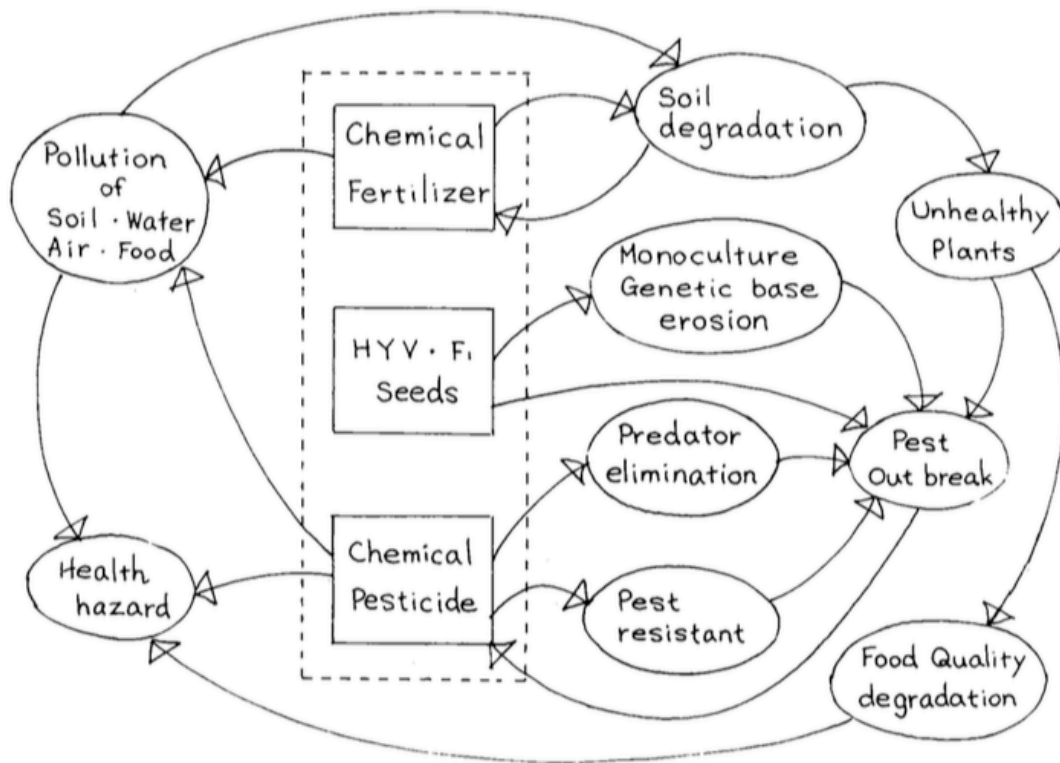 Chemical
Fertilizer
Soil
degradation
Pollution
of
Soil · Water
Air · Food
Unhealthy
Plants
Monoculture
Genetic base
erosion
HYV · F₁
Seeds
Predator
elimination
Pest
Out break
Chemical
Pesticide
Pest
resistant
Health
hazard
Food Quality
degradation